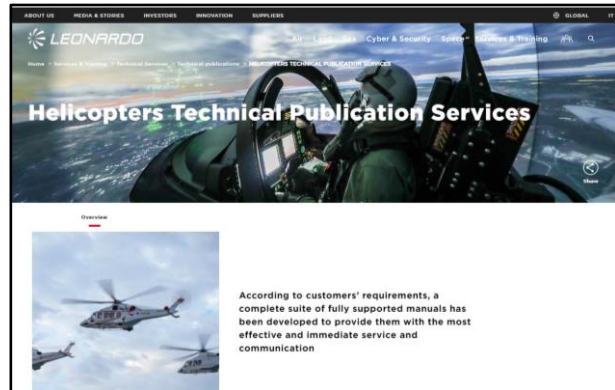 ABOUT US MEDIA & STORIES INVESTORS INNOVATION SUPPLIERS GLOBAL IT
LEONARDO Air Land Sea Cyber & Security Space Services & Training
Home > Services & Training > Technical Services > Technical publications > HELICOPTERS TECHNICAL PUBLICATION SERVICES
Helicopters Technical Publication Services
Share
Overview
According to customers' requirements, a
complete suite of fully supported manuals has
been developed to provide them with the most
effective and immediate service and
communication